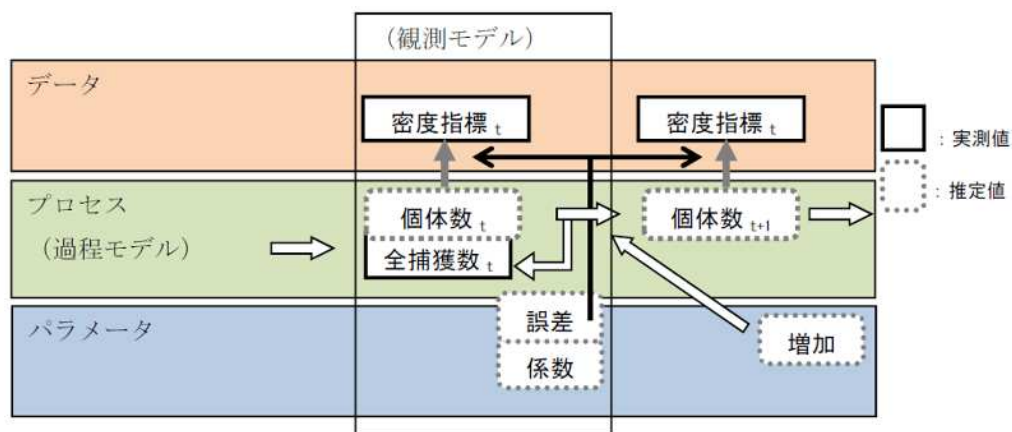 （観測モデル）
データ
密度指標 t
密度指標 t
：実測値
：推定値
プロセス
（過程モデル）
個体数 t
個体数 t+1
全捕獲数 t
パラメータ
誤差
係数
増加